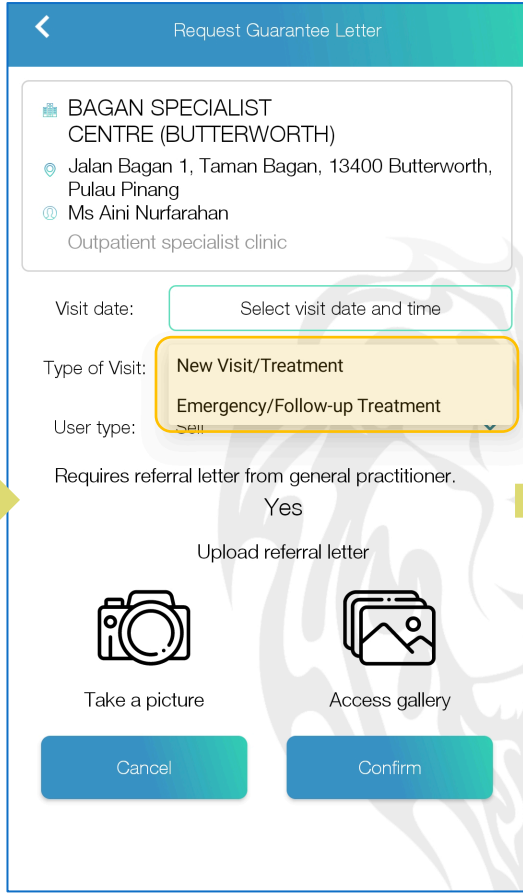 Request Guarantee Letter
BAGAN SPECIALIST
CENTRE (BUTTERWORTH)
Jalan Bagan 1, Taman Bagan, 13400 Butterworth,
Pulau Pinang
Ms Aini Nurfarahan
Outpatient specialist clinic
Visit date: Select visit date and time
Type of Visit: New Visit/Treatment
Emergency/Follow-up Treatment
User type: Self
Requires referral letter from general practitioner.
Yes
Upload referral letter
Take a picture Access gallery
Cancel Confirm